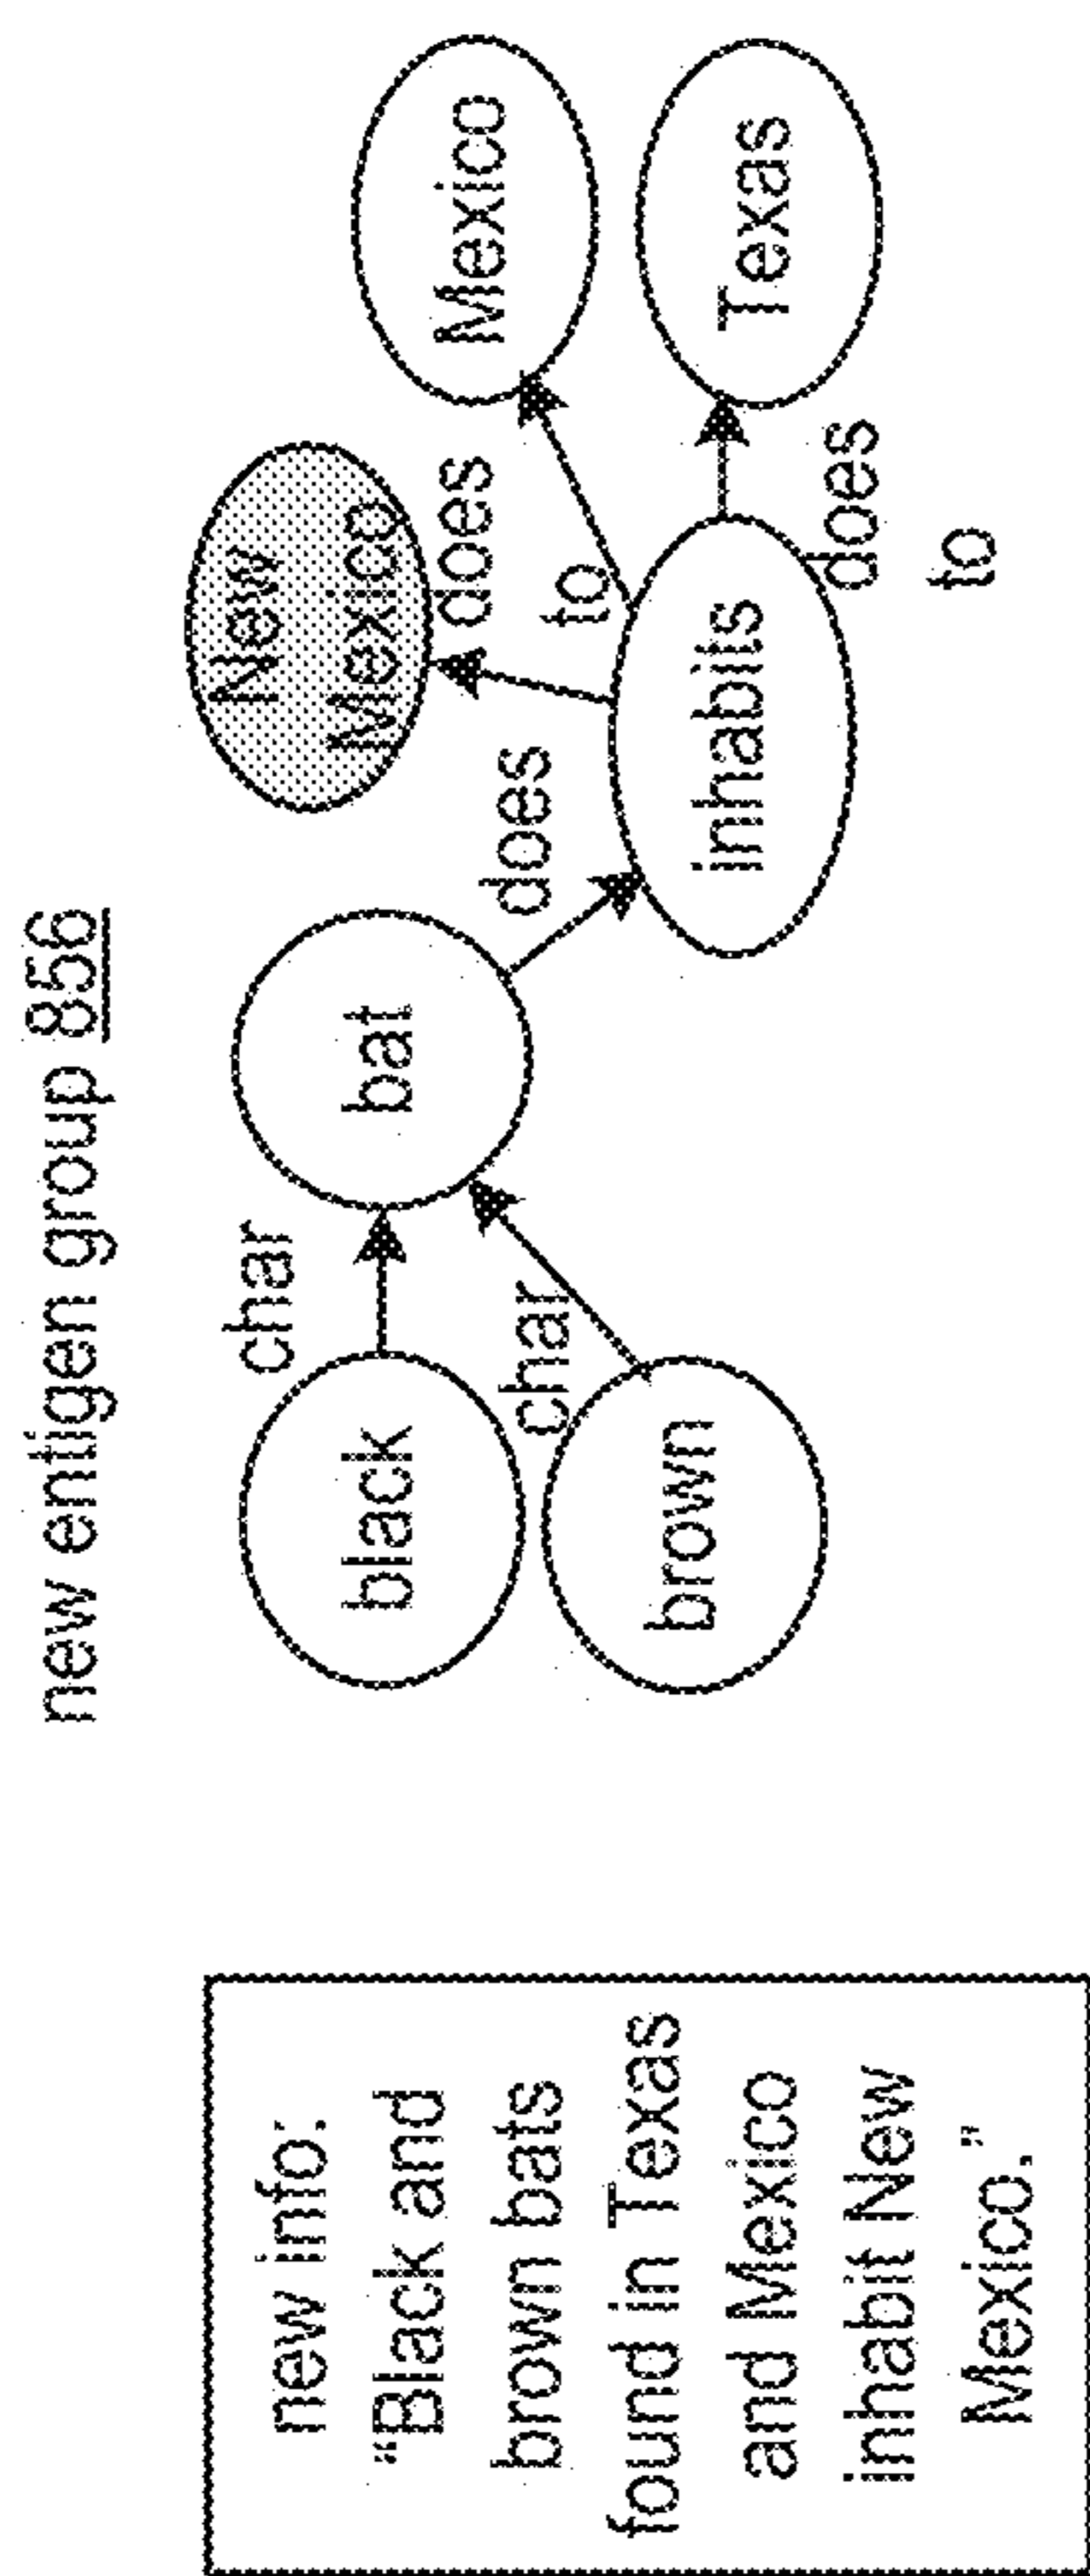 new entigen group 856
new info:
“Black and
brown bats
found in Texas
and Mexico
inhabit New
Mexico.”
black
char
bat
brown
char
does
inhabits
New
Mexico
does
to
Mexico
does
to
Texas